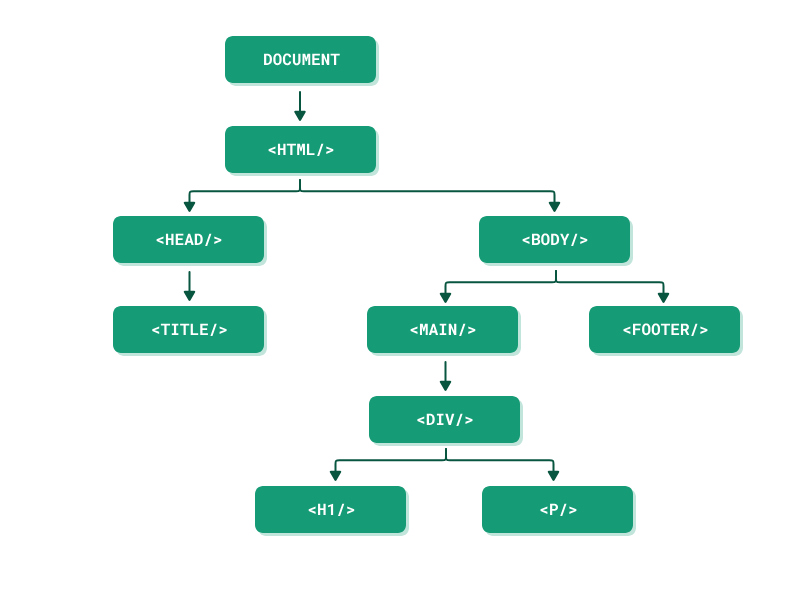 DOCUMENT
<HTML/>
<HEAD/>
<BODY/>
<TITLE/>
<MAIN/>
<FOOTER/>
<DIV/>
<H1/>
<P/>